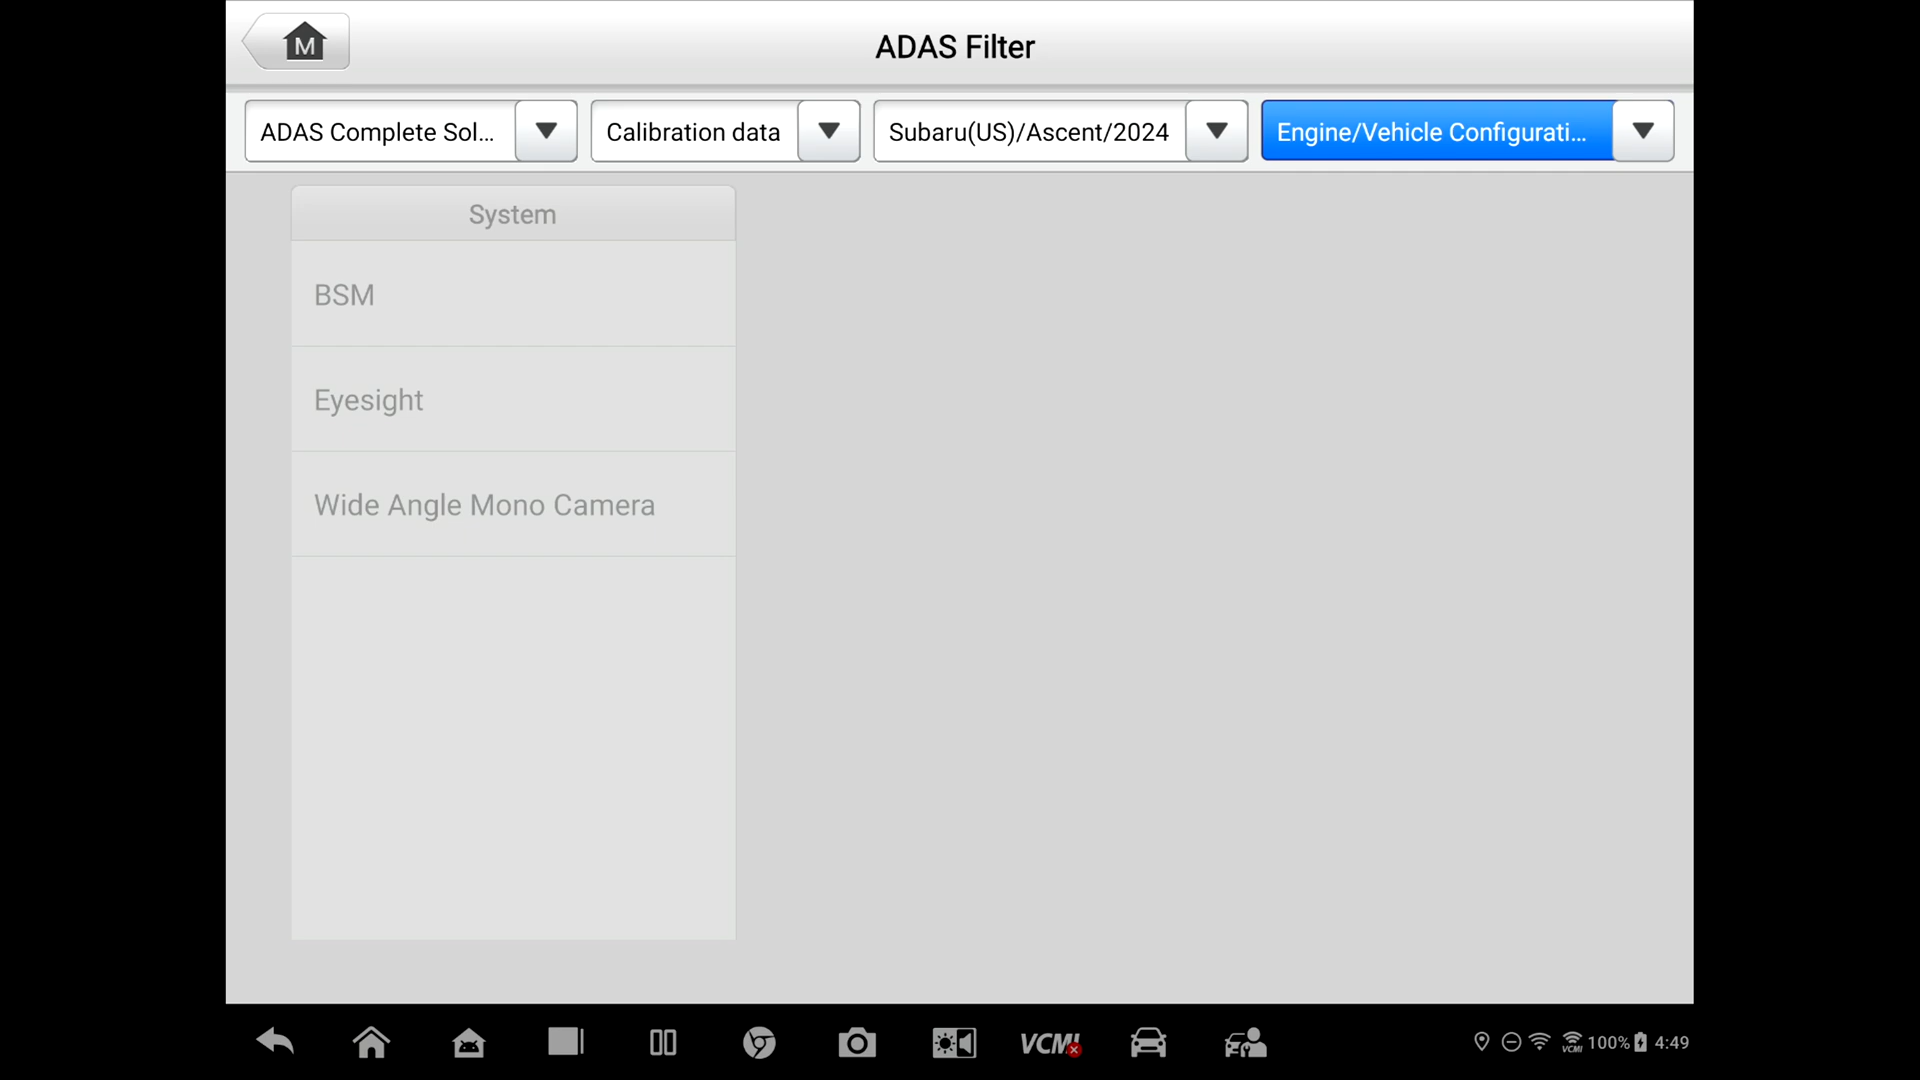 M
ADAS Filter
ADAS Complete Sol...
Calibration data
Subaru(US)/Ascent/2024
Engine/Vehicle Configurati...
System
BSM
Eyesight
Wide Angle Mono Camera
VCMI
VCMI
100%
4:49